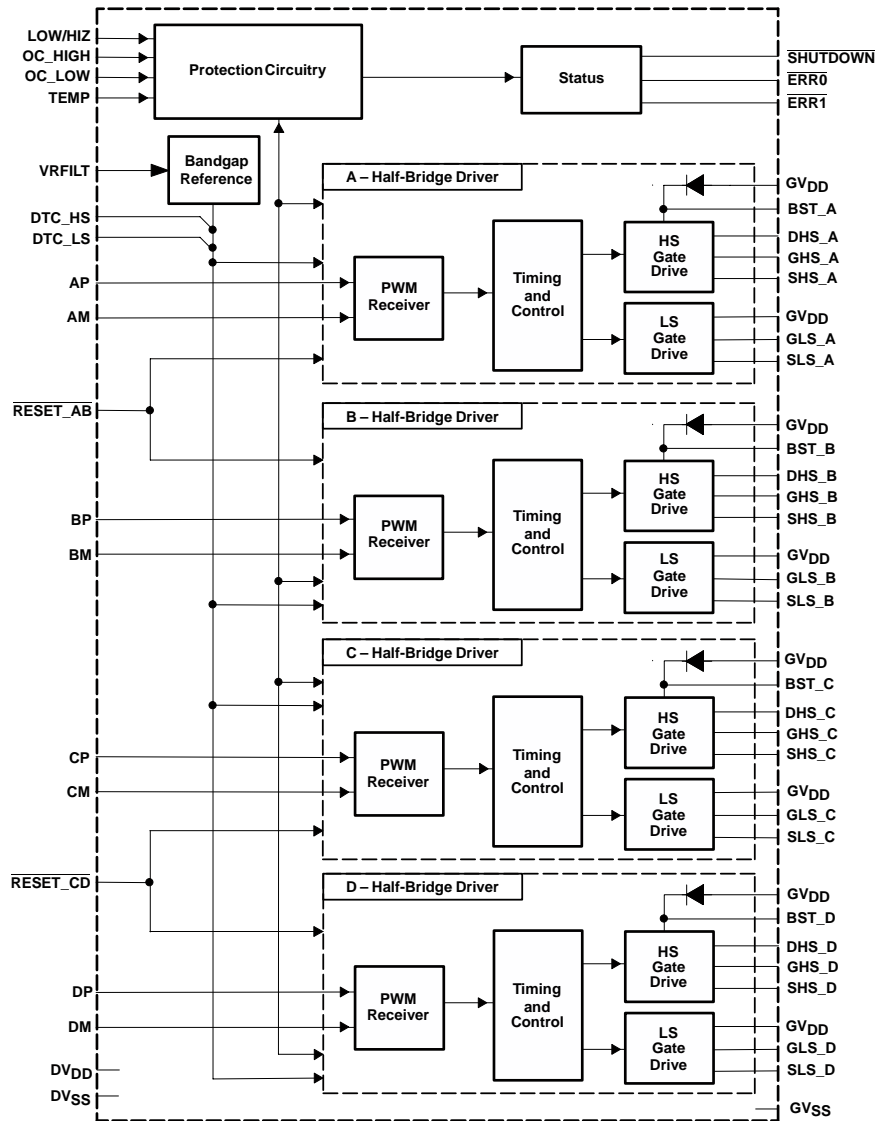 LOW/HIZ
OC_HIGH
OC_LOW
TEMP
Protection Circuitry
Status
SHUTDOWN
ERR0
ERR1
VRFILT
Bandgap
Reference
DTC_HS
DTC_LS
A – Half-Bridge Driver
AP
AM
PWM
Receiver
Timing
and
Control
HS
Gate
Drive
LS
Gate
Drive
GVDD
BST_A
DHS_A
GHS_A
SHS_A
GVDD
GLS_A
SLS_A
RESET_AB
B – Half-Bridge Driver
BP
BM
PWM
Receiver
Timing
and
Control
HS
Gate
Drive
LS
Gate
Drive
GVDD
BST_B
DHS_B
GHS_B
SHS_B
GVDD
GLS_B
SLS_B
C – Half-Bridge Driver
CP
CM
PWM
Receiver
Timing
and
Control
HS
Gate
Drive
LS
Gate
Drive
GVDD
BST_C
DHS_C
GHS_C
SHS_C
GVDD
GLS_C
SLS_C
RESET_CD
D – Half-Bridge Driver
DP
DM
PWM
Receiver
Timing
and
Control
HS
Gate
Drive
LS
Gate
Drive
GVDD
BST_D
DHS_D
GHS_D
SHS_D
GVDD
GLS_D
SLS_D
DVDD
DVSS
GVSS